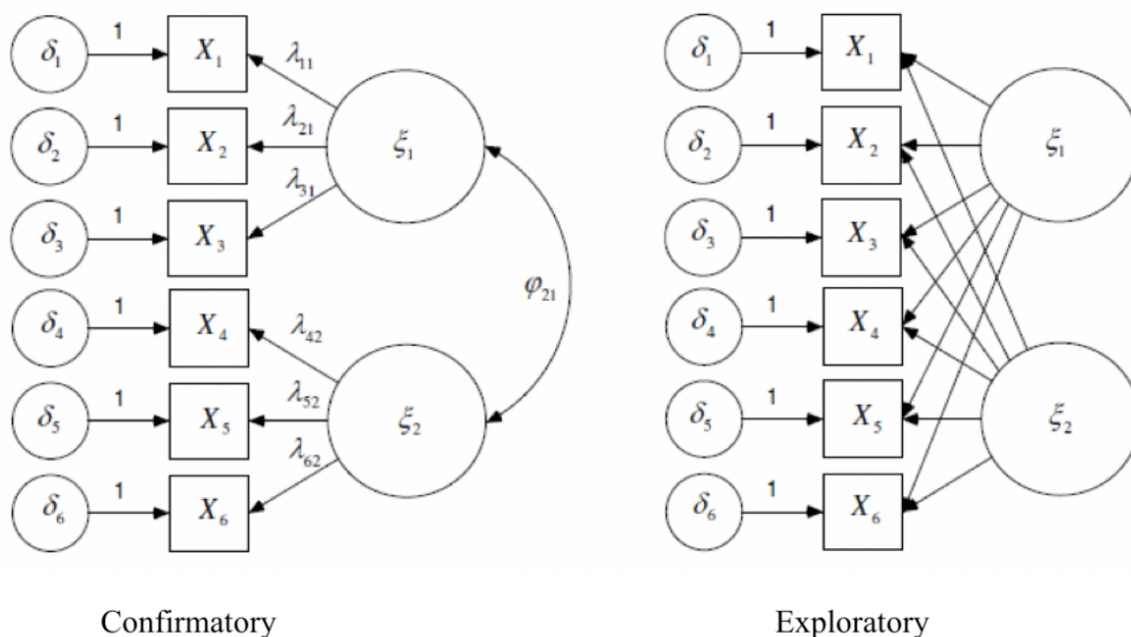 δ₁ 1 X₁ λ₁₁
δ₂ 1 X₂ λ₂₁ ξ₁
δ₃ 1 X₃ λ₃₁
φ₂₁
δ₄ 1 X₄ λ₄₂
δ₅ 1 X₅ λ₅₂ ξ₂
δ₆ 1 X₆ λ₆₂
Confirmatory
δ₁ 1 X₁
δ₂ 1 X₂ ξ₁
δ₃ 1 X₃
δ₄ 1 X₄
δ₅ 1 X₅ ξ₂
δ₆ 1 X₆
Exploratory